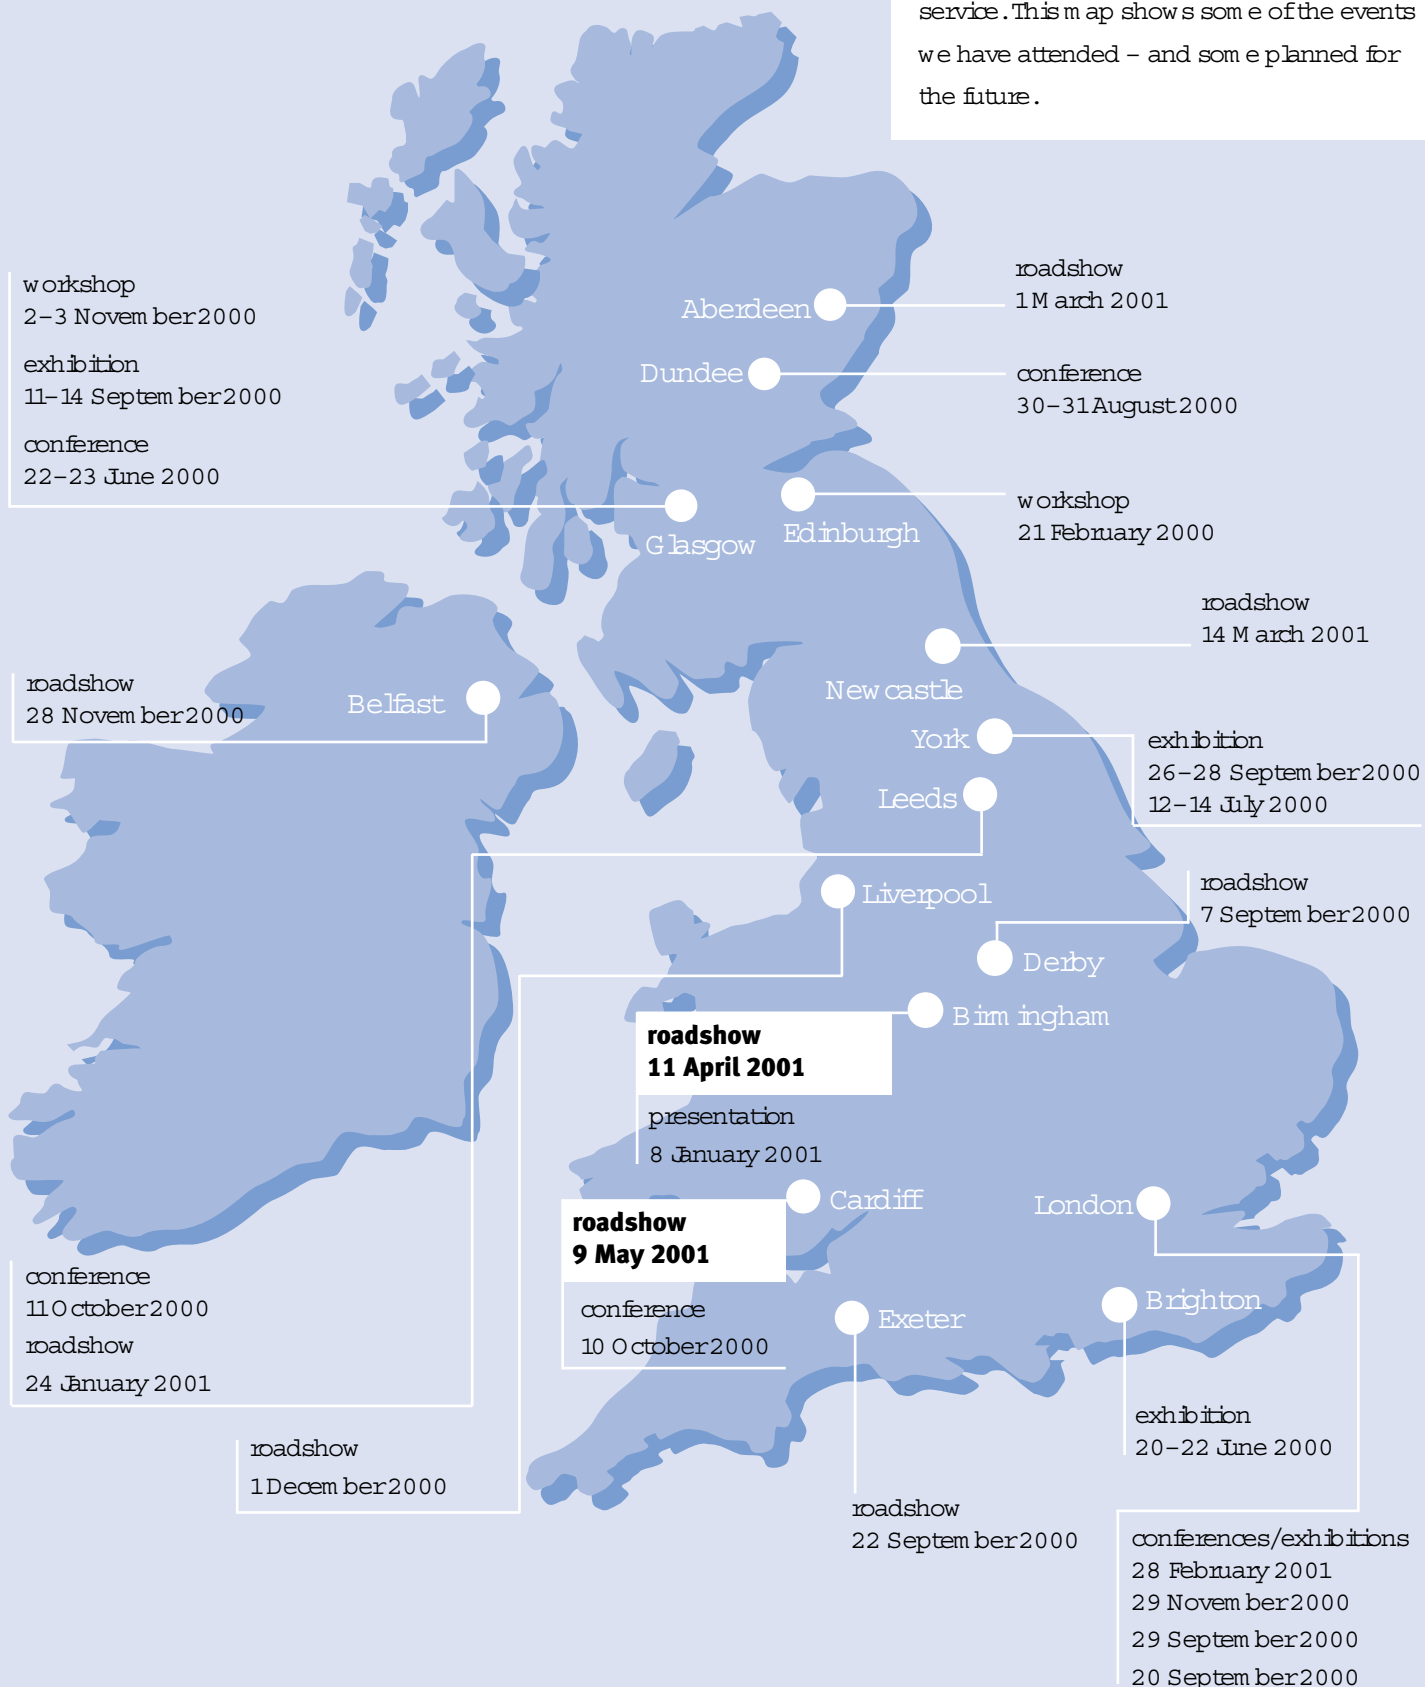 service. This map shows some of the events
we have attended – and some planned for
the future.
workshop
2–3 November 2000
exhibition
11–14 September 2000
conference
22–23 June 2000
Glasgow
Aberdeen
roadshow
1 March 2001
Dundee
conference
30–31 August 2000
Edinburgh
workshop
21 February 2000
Newcastle
roadshow
14 March 2001
Belfast
roadshow
28 November 2000
York
exhibition
26–28 September 2000
12–14 July 2000
Leeds
Liverpool
Derby
roadshow
7 September 2000
Birmingham
roadshow
11 April 2001
presentation
8 January 2001
Cardiff
roadshow
9 May 2001
conference
10 October 2000
London
Brighton
Exeter
conference
11 October 2000
roadshow
24 January 2001
roadshow
1 December 2000
roadshow
22 September 2000
exhibition
20–22 June 2000
conferences/exhibitions
28 February 2001
29 November 2000
29 September 2000
20 September 2000